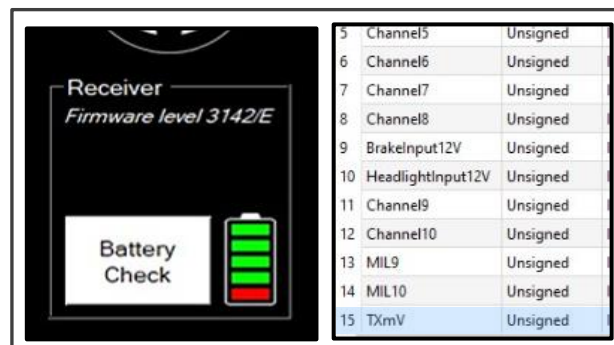 Receiver
Firmware level 3142/E
Battery
Check
5 Channel5 Unsigned
6 Channel6 Unsigned
7 Channel7 Unsigned
8 Channel8 Unsigned
9 BrakeInput12V Unsigned
10 HeadlightInput12V Unsigned
11 Channel9 Unsigned
12 Channel10 Unsigned
13 MIL9 Unsigned
14 MIL10 Unsigned
15 TXmV Unsigned